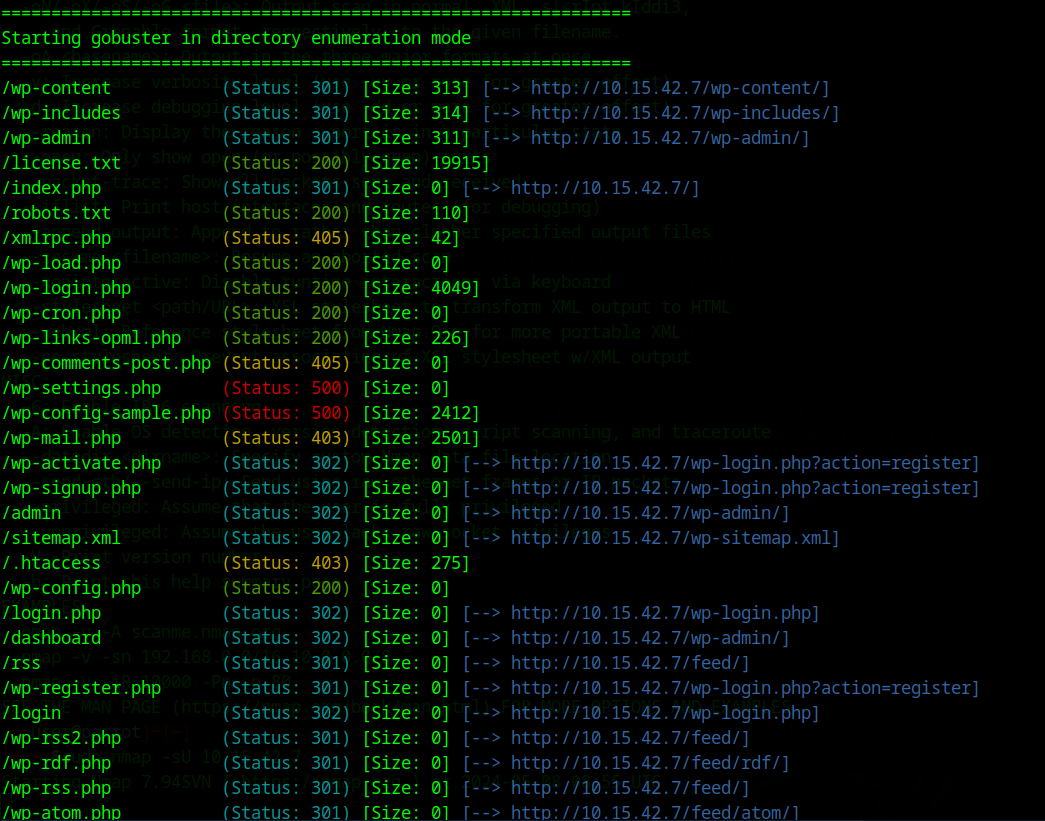 ===============================================================
Starting gobuster in directory enumeration mode
===============================================================
/wp-content (Status: 301) [Size: 313] [--> http://10.15.42.7/wp-content/]
/wp-includes (Status: 301) [Size: 314] [--> http://10.15.42.7/wp-includes/]
/wp-admin (Status: 301) [Size: 311] [--> http://10.15.42.7/wp-admin/]
/license.txt (Status: 200) [Size: 19915]
/index.php (Status: 301) [Size: 0] [--> http://10.15.42.7/]
/robots.txt (Status: 200) [Size: 110]
/xmlrpc.php (Status: 405) [Size: 42]
/wp-load.php (Status: 200) [Size: 0]
/wp-login.php (Status: 200) [Size: 4049]
/wp-cron.php (Status: 200) [Size: 0]
/wp-links-opml.php (Status: 200) [Size: 226]
/wp-comments-post.php (Status: 405) [Size: 0]
/wp-settings.php (Status: 500) [Size: 0]
/wp-config-sample.php (Status: 500) [Size: 2412]
/wp-mail.php (Status: 403) [Size: 2501]
/wp-activate.php (Status: 302) [Size: 0] [--> http://10.15.42.7/wp-login.php?action=register]
/wp-signup.php (Status: 302) [Size: 0] [--> http://10.15.42.7/wp-login.php?action=register]
/admin (Status: 302) [Size: 0] [--> http://10.15.42.7/wp-admin/]
/sitemap.xml (Status: 302) [Size: 0] [--> http://10.15.42.7/wp-sitemap.xml]
/.htaccess (Status: 403) [Size: 275]
/wp-config.php (Status: 200) [Size: 0]
/login.php (Status: 302) [Size: 0] [--> http://10.15.42.7/wp-login.php]
/dashboard (Status: 302) [Size: 0] [--> http://10.15.42.7/wp-admin/]
/rss (Status: 301) [Size: 0] [--> http://10.15.42.7/feed/]
/wp-register.php (Status: 301) [Size: 0] [--> http://10.15.42.7/wp-login.php?action=register]
/login (Status: 302) [Size: 0] [--> http://10.15.42.7/wp-login.php]
/wp-rss2.php (Status: 301) [Size: 0] [--> http://10.15.42.7/feed/]
/wp-rdf.php (Status: 301) [Size: 0] [--> http://10.15.42.7/feed/rdf/]
/wp-rss.php (Status: 301) [Size: 0] [--> http://10.15.42.7/feed/]
/wp-atom.php (Status: 301) [Size: 0] [--> http://10.15.42.7/feed/atom/]